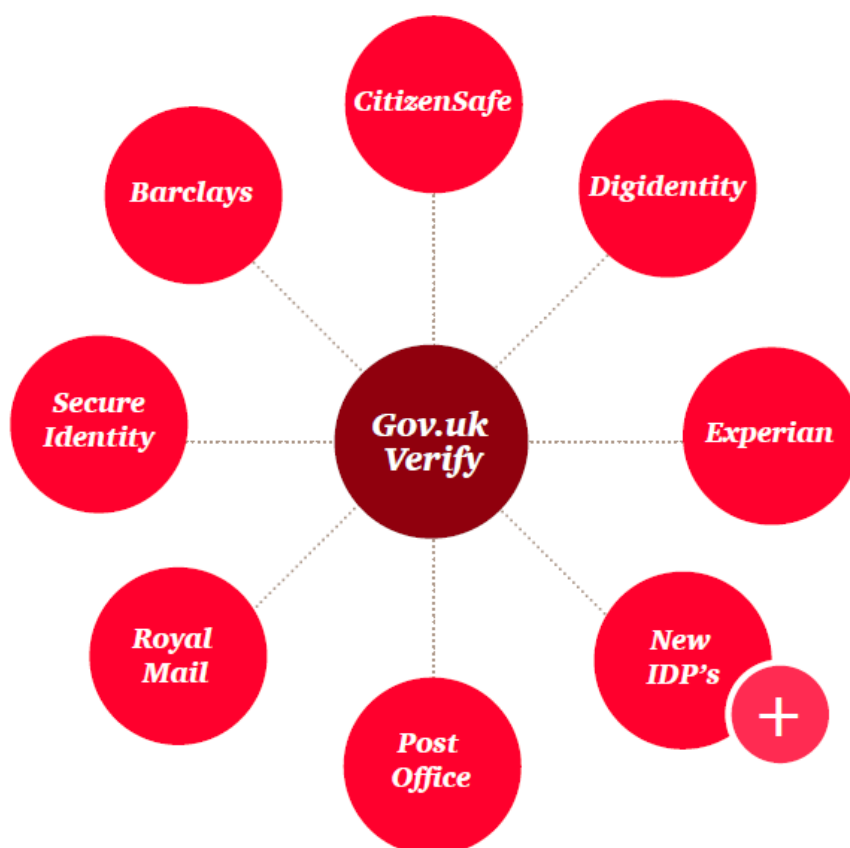 CitizenSafe
Barclays
Digidentity
Secure
Identity
Gov.uk
Verify
Experian
Royal
Mail
New
IDP's
+
Post
Office